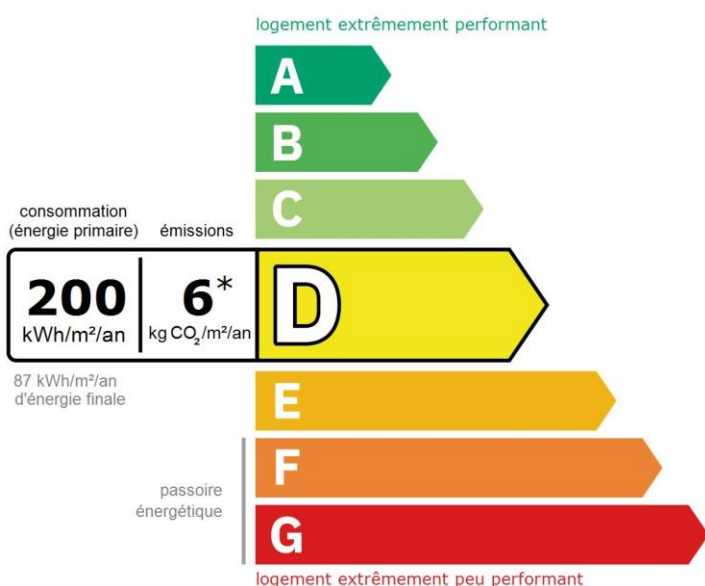 logement extrêmement performant
A
B
C
consommation
(énergie primaire)
émissions
200
kWh/m²/an
6*
kg CO₂/m²/an
D
87 kWh/m²/an
d'énergie finale
E
F
passoire
énergétique
G
logement extrêmement peu performant